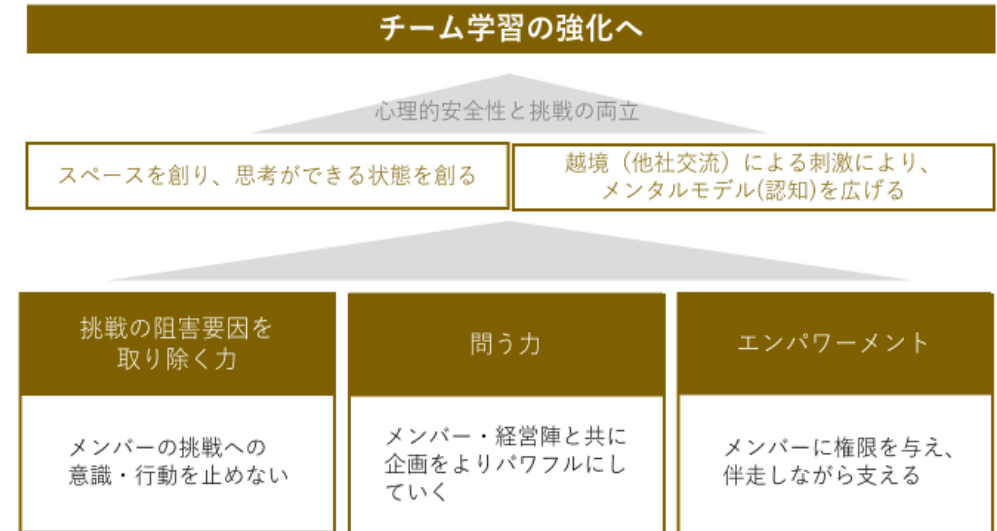 チーム学習の強化へ
心理的安全性と挑戦の両立
スペースを創り、思考ができる状態を創る
越境（他社交流）による刺激により、
メンタルモデル(認知)を広げる
挑戦の阻害要因を
取り除く力
問う力
エンパワーメント
メンバーの挑戦への
意識・行動を止めない
メンバー・経営陣と共に
企画をよりパワフルにし
ていく
メンバーに権限を与え、
伴走しながら支える